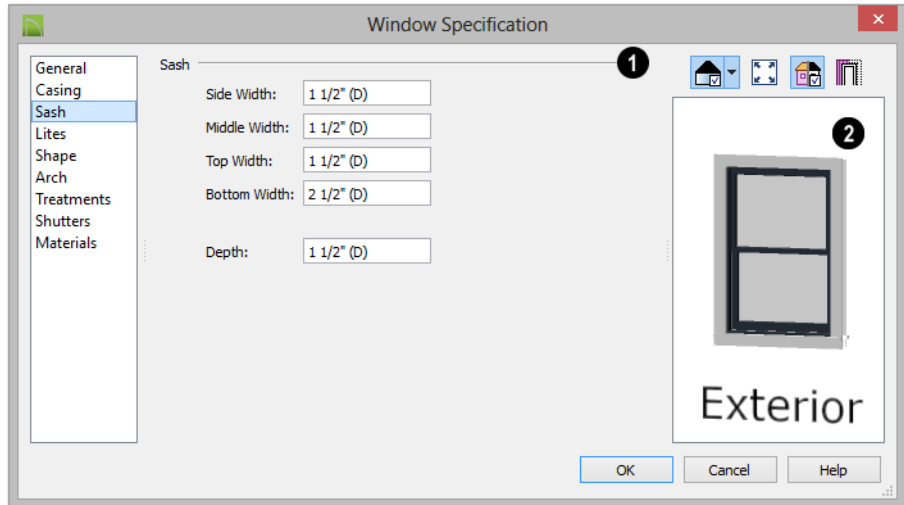 Window Specification
General
Casing
Sash
Lites
Shape
Arch
Treatments
Shutters
Materials
Sash
1
Side Width: 1 1/2" (D)
Middle Width: 1 1/2" (D)
Top Width: 1 1/2" (D)
Bottom Width: 2 1/2" (D)
Depth: 1 1/2" (D)
2
Exterior
OK Cancel Help